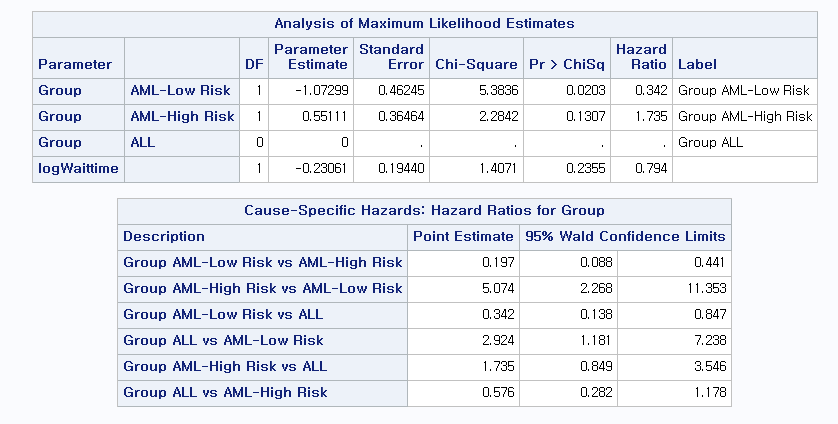 Analysis of Maximum Likelihood Estimates
Parameter DF Parameter Estimate Standard Error Chi-Square Pr > ChiSq Hazard Ratio Label
Group AML-Low Risk 1 -1.07299 0.46245 5.3836 0.0203 0.342 Group AML-Low Risk
Group AML-High Risk 1 0.55111 0.36464 2.2842 0.1307 1.735 Group AML-High Risk
Group ALL 0 0 . . . . Group ALL
logWaittime 1 -0.23061 0.19440 1.4071 0.2355 0.794
Cause-Specific Hazards: Hazard Ratios for Group
Description Point Estimate 95% Wald Confidence Limits
Group AML-Low Risk vs AML-High Risk 0.197 0.088 0.441
Group AML-High Risk vs AML-Low Risk 5.074 2.268 11.353
Group AML-Low Risk vs ALL 0.342 0.138 0.847
Group ALL vs AML-Low Risk 2.924 1.181 7.238
Group AML-High Risk vs ALL 1.735 0.849 3.546
Group ALL vs AML-High Risk 0.576 0.282 1.178